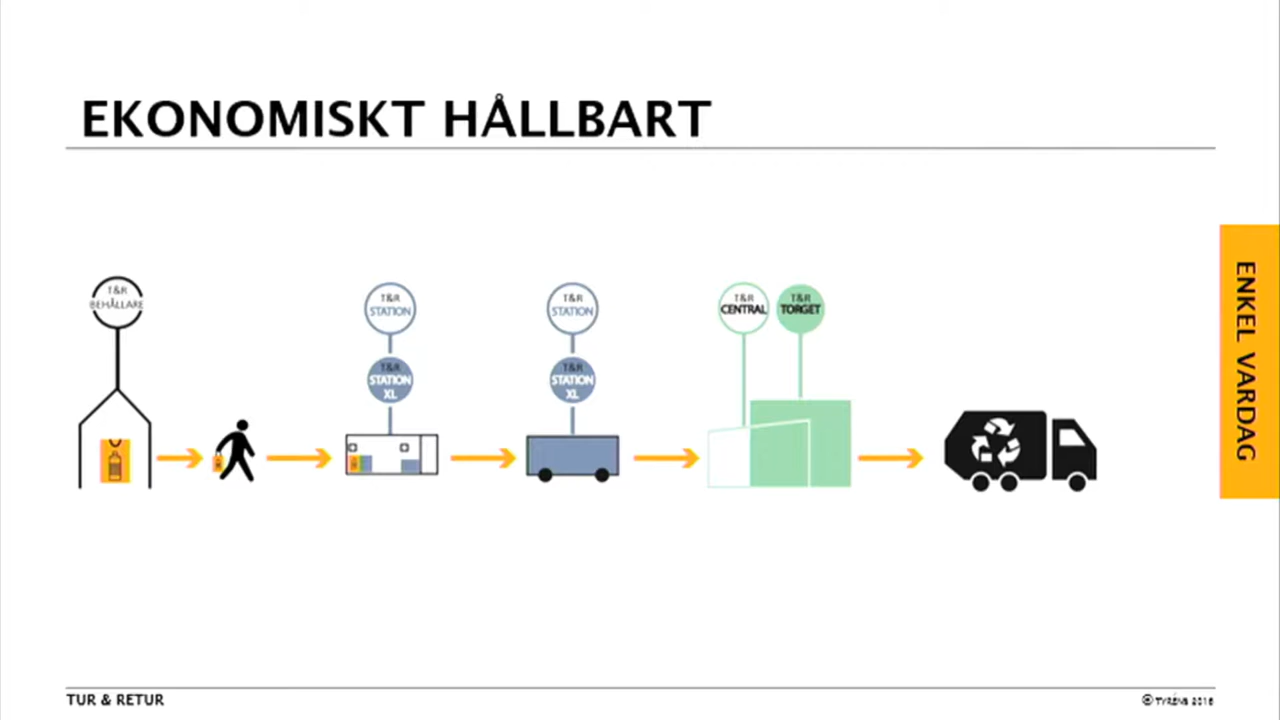 EKONOMISKT HÅLLBART
T&R
BEHÅLLARE
T&R
STATION
T&R
STATION
XL
T&R
STATION
T&R
STATION
XL
T&R
CENTRAL
T&R
TORGET
ENKEL VARDAG
TUR & RETUR
© TYRÉNS 2016